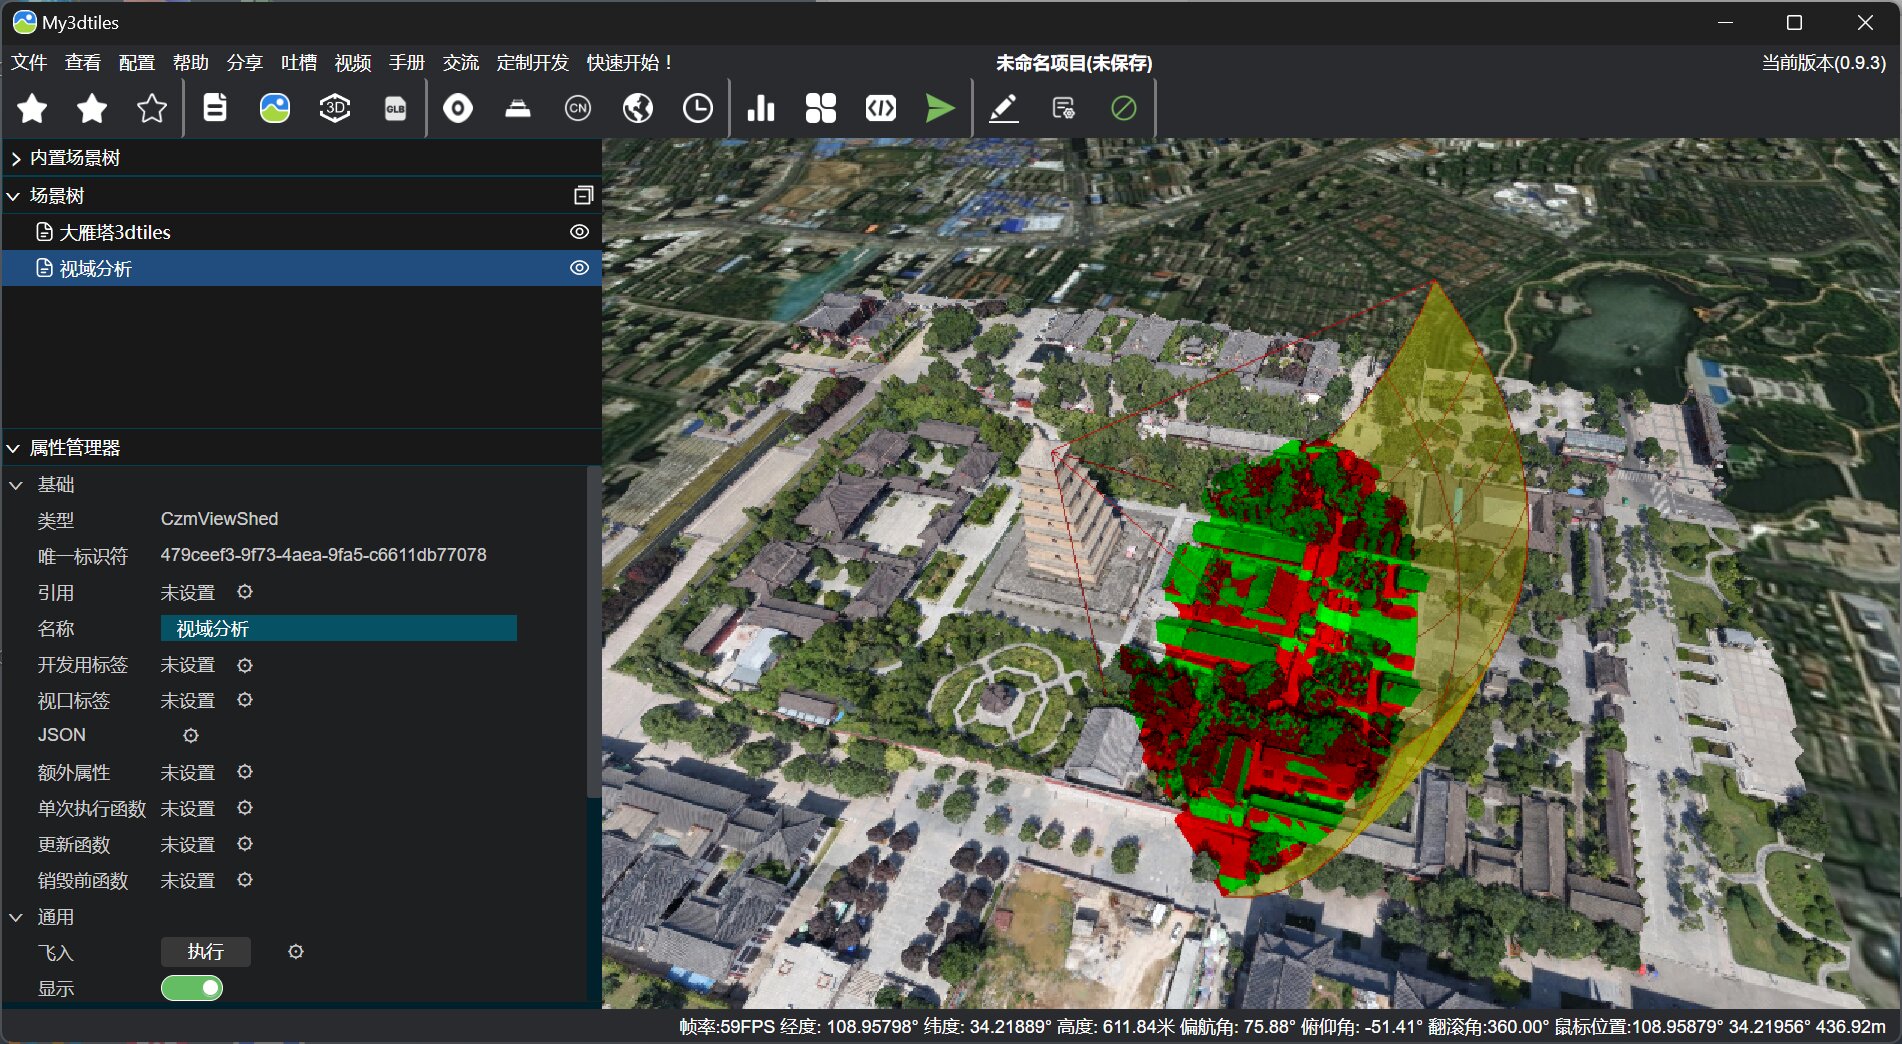 My3dtiles
文件 查看 配置 帮助 分享 吐槽 视频 手册 交流 定制开发 快速开始！ 未命名项目(未保存) 当前版本(0.9.3)
3D GLB CN
内置场景树
场景树
大雁塔3dtiles
视域分析
属性管理器
基础
类型 CzmViewShed
唯一标识符 479ceef3-9f73-4aea-9fa5-c6611db77078
引用 未设置
名称 视域分析
开发用标签 未设置
视口标签 未设置
JSON
额外属性 未设置
单次执行函数 未设置
更新函数 未设置
销毁前函数 未设置
通用
飞入 执行
显示
帧率:59FPS 经度: 108.95798° 纬度: 34.21889° 高度: 611.84米 偏航角: 75.88° 俯仰角: -51.41° 翻滚角:360.00° 鼠标位置:108.95879° 34.21956° 436.92m